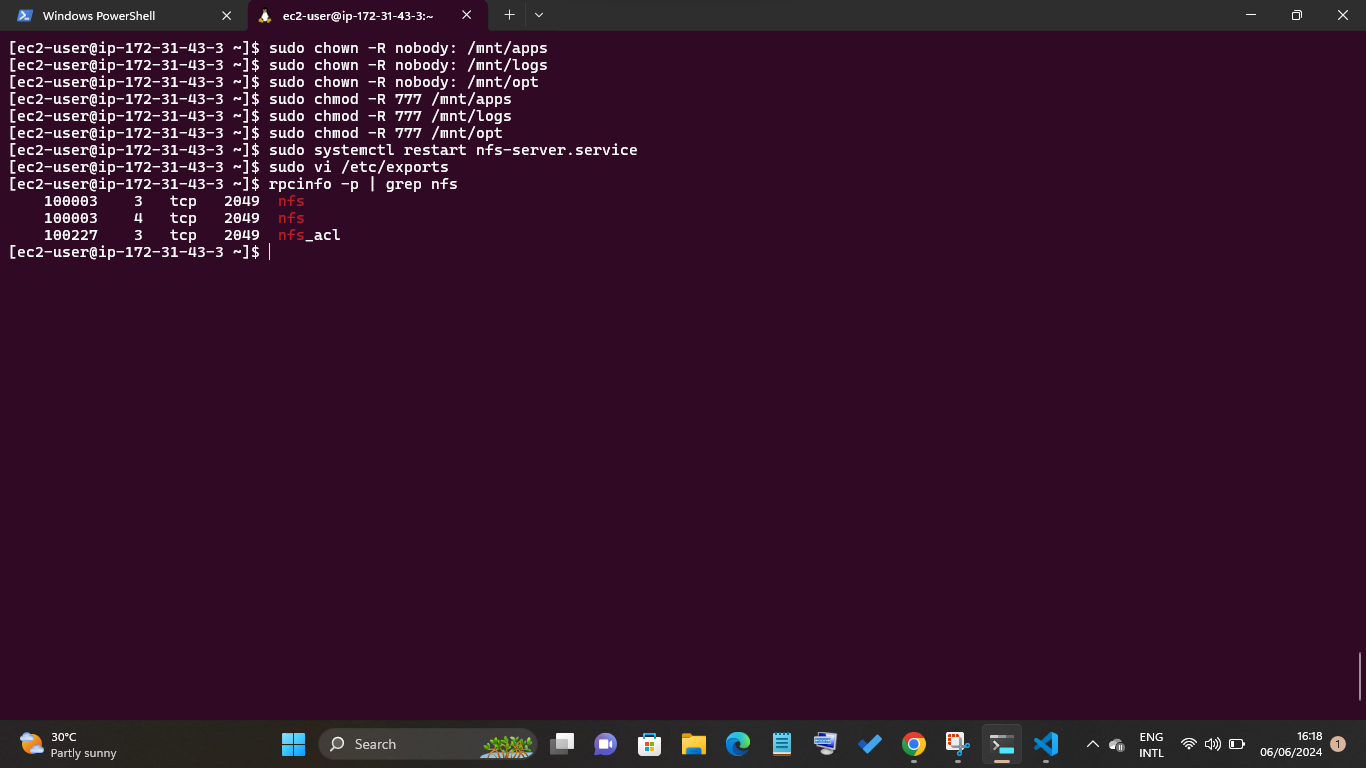 Windows PowerShell
ec2-user@ip-172-31-43-3:~
[ec2-user@ip-172-31-43-3 ~]$ sudo chown -R nobody: /mnt/apps
[ec2-user@ip-172-31-43-3 ~]$ sudo chown -R nobody: /mnt/logs
[ec2-user@ip-172-31-43-3 ~]$ sudo chown -R nobody: /mnt/opt
[ec2-user@ip-172-31-43-3 ~]$ sudo chmod -R 777 /mnt/apps
[ec2-user@ip-172-31-43-3 ~]$ sudo chmod -R 777 /mnt/logs
[ec2-user@ip-172-31-43-3 ~]$ sudo chmod -R 777 /mnt/opt
[ec2-user@ip-172-31-43-3 ~]$ sudo systemctl restart nfs-server.service
[ec2-user@ip-172-31-43-3 ~]$ sudo vi /etc/exports
[ec2-user@ip-172-31-43-3 ~]$ rpcinfo -p | grep nfs
    100003    3   tcp   2049  nfs
    100003    4   tcp   2049  nfs
    100227    3   tcp   2049  nfs_acl
[ec2-user@ip-172-31-43-3 ~]$
30°C
Partly sunny
Search
ENG
INTL
16:18
06/06/2024
1